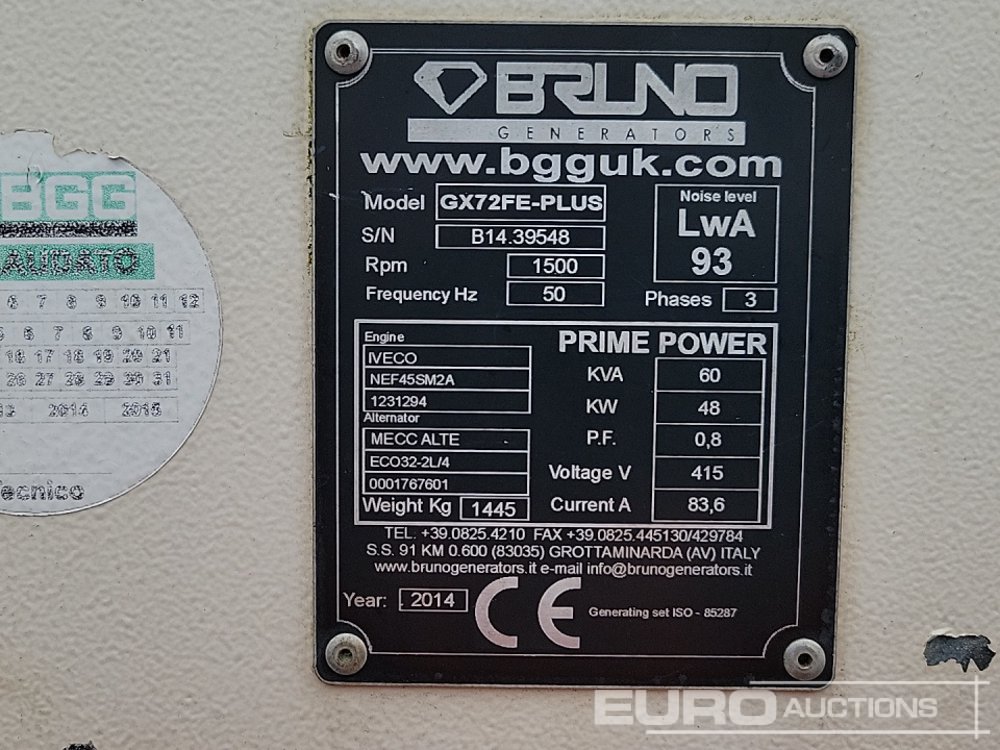 BRUNO
GENERATORS
www.bgguk.com
Model GX72FE-PLUS
S/N B14.39548
Rpm 1500
Frequency Hz 50
Noise level
LwA
93
Phases 3
Engine
IVECO
NEF45SM2A
1231294
Alternator
MECC ALTE
ECO32-2L/4
0001767601
Weight Kg 1445
PRIME POWER
KVA 60
KW 48
P.F. 0,8
Voltage V 415
Current A 83,6
TEL. +39.0825.4210 FAX +39.0825.445130/429784
S.S. 91 KM 0.600 (83035) GROTTAMINARDA (AV) ITALY
www.brunogenerators.it e-mail info@brunogenerators.it
Year: 2014 CE Generating set ISO - 85287
BGG
AUDATO
6 7 8 9 10 11 12
6 7 8 9 10 11
16 17 18 19 20 21
26 27 28 29 30 31
2014 2015
ecnico
EURO AUCTIONS